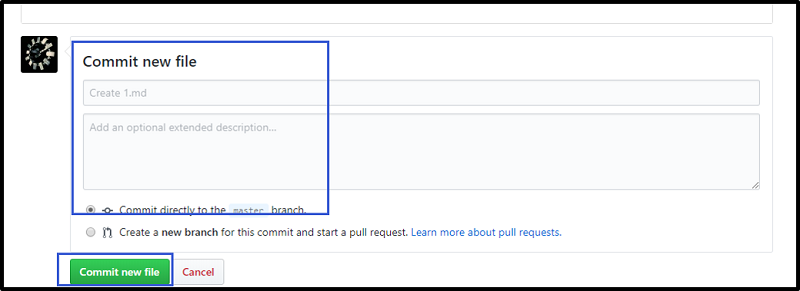 Commit new file
Create 1.md
Add an optional extended description...
Commit directly to the master branch.
Create a new branch for this commit and start a pull request. Learn more about pull requests.
Commit new file Cancel